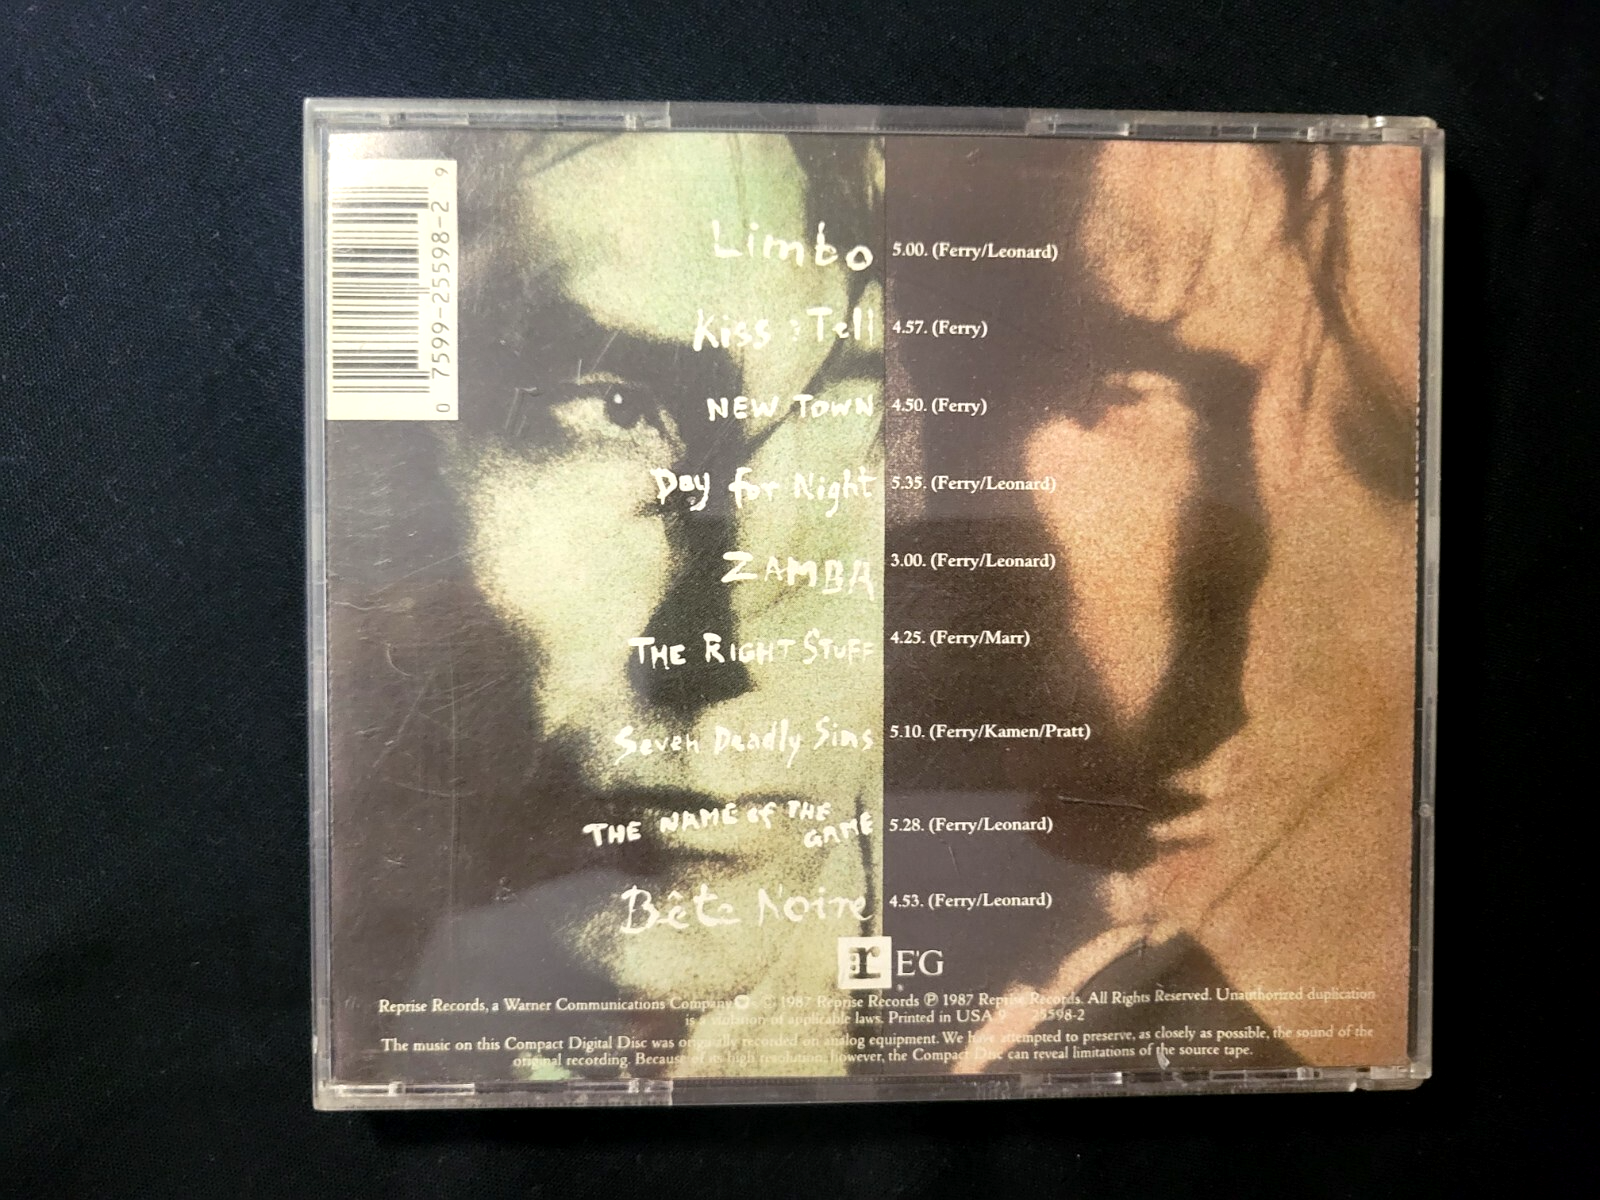 0 7599-25598-2 9
Limbo 5.00. (Ferry/Leonard)
Kiss : Tell 4.57. (Ferry)
NEW TOWN 4.50. (Ferry)
Day for Night 5.35. (Ferry/Leonard)
ZAMBA 3.00. (Ferry/Leonard)
THE RIGHT STUFF 4.25. (Ferry/Marr)
Seven Deadly Sins 5.10. (Ferry/Kamen/Pratt)
THE NAME OF THE
GAME 5.28. (Ferry/Leonard)
Bête Noire 4.53. (Ferry/Leonard)
r E'G
Reprise Records, a Warner Communications Company. © 1987 Reprise Records ℗ 1987 Reprise Records. All Rights Reserved. Unauthorized duplication
is a violation of applicable laws. Printed in USA 9 25598-2
The music on this Compact Digital Disc was originally recorded on analog equipment. We have attempted to preserve, as closely as possible, the sound of the
original recording. Because of its high resolution, however, the Compact Disc can reveal limitations of the source tape.